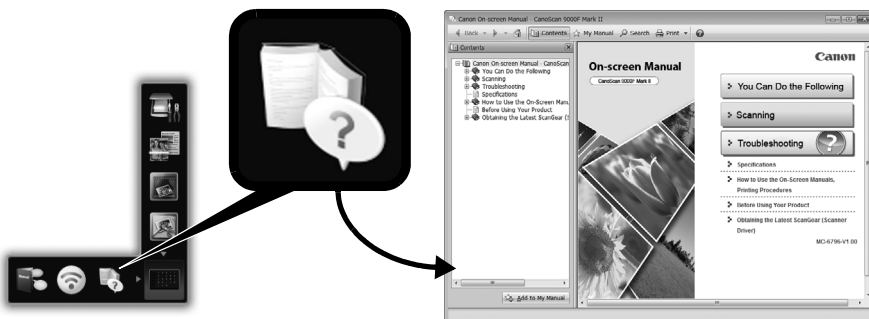 Canon On-screen Manual - CanoScan 9000F Mark II
Back Contents My Manual Search Print
Contents
Canon On-screen Manual - CanoScan
You Can Do the Following
Scanning
Troubleshooting
Specifications
How to Use the On-Screen Manu
Before Using Your Product
Obtaining the Latest ScanGear (S
Add to My Manual
Canon
On-screen Manual
CanoScan 9000F Mark II
You Can Do the Following
Scanning
Troubleshooting
?
Specifications
How to Use the On-Screen Manuals,
Printing Procedures
Before Using Your Product
Obtaining the Latest ScanGear (Scanner
Driver)
MC-6796-V1.00
?